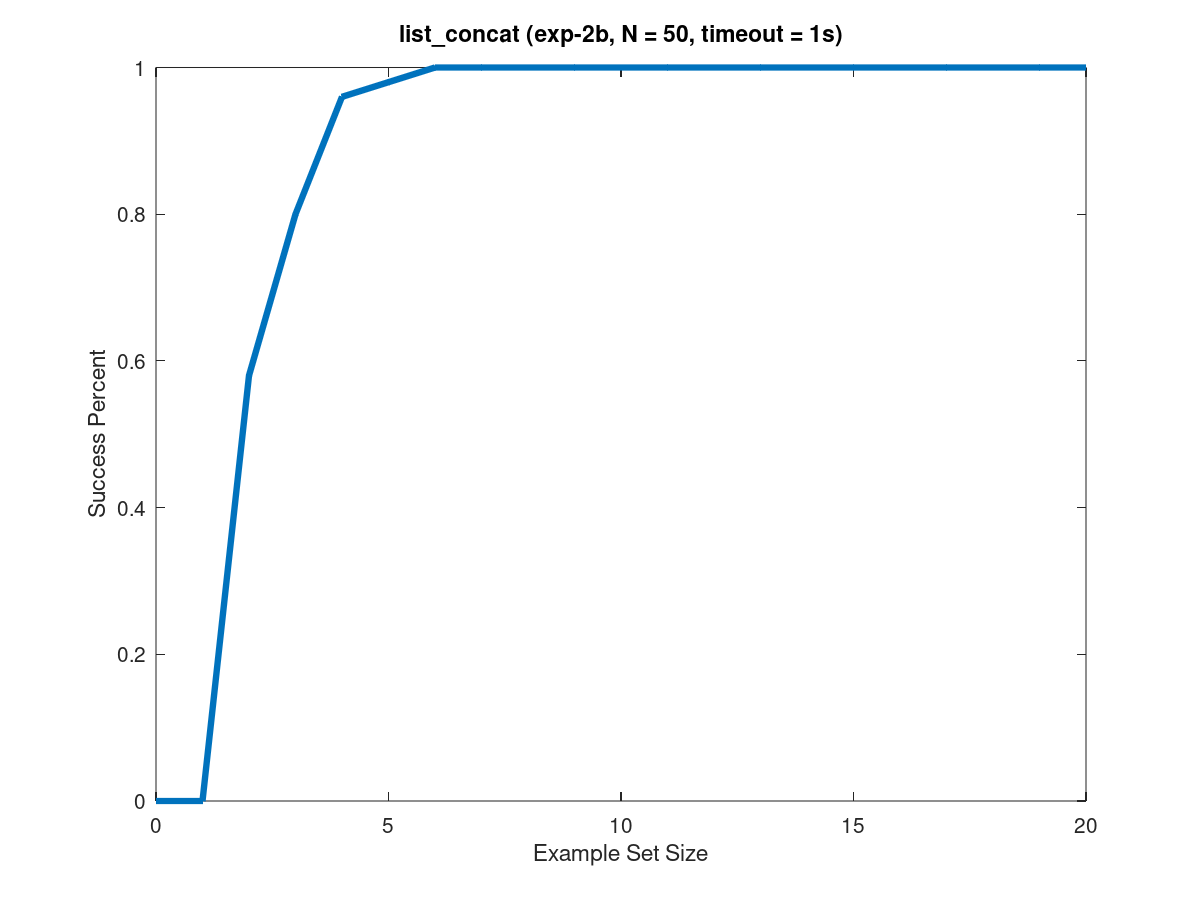 list_concat (exp-2b, N = 50, timeout = 1s)
1
0.8
0.6
0.4
0.2
0
Success Percent
0 5 10 15 20
Example Set Size